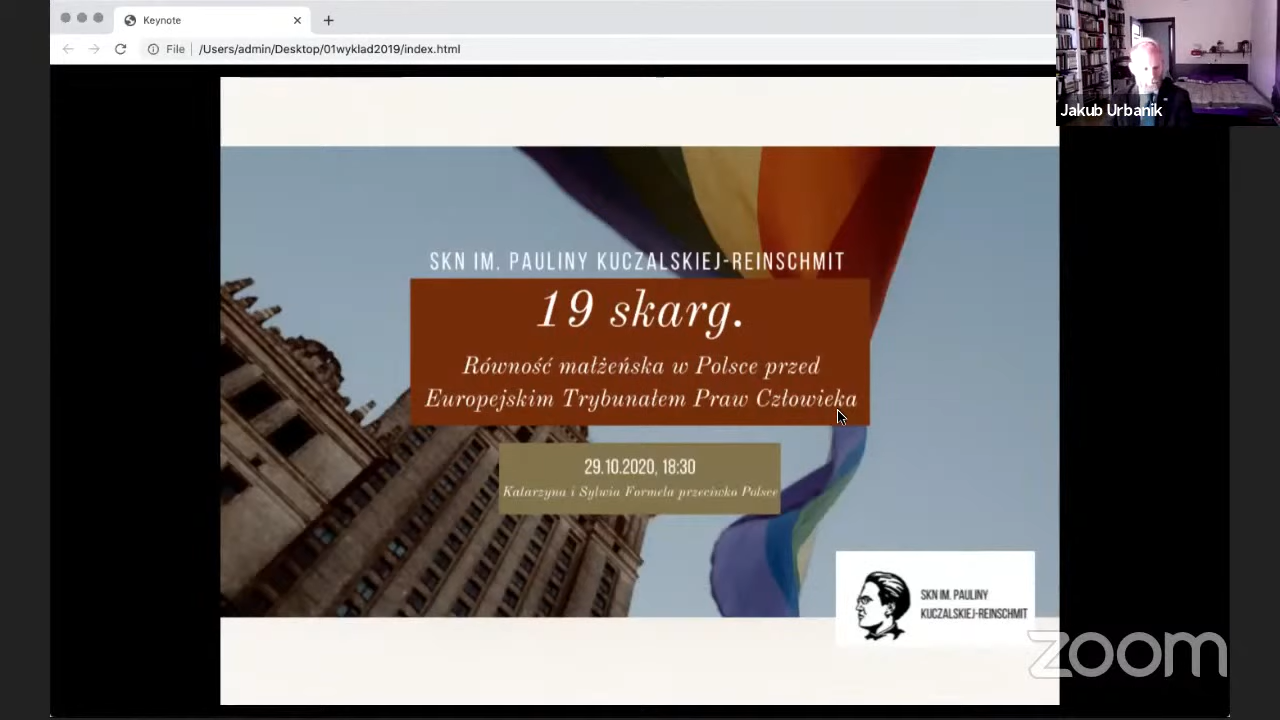 Keynote
File
/Users/admin/Desktop/01wyklad2019/index.html
Jakub Urbanik
SKN IM. PAULINY KUCZALSKIEJ-REINSCHMIT
19 skarg.
Równość małżeńska w Polsce przed
Europejskim Trybunałem Praw Człowieka
29.10.2020, 18:30
Katarzyna i Sylwia Formela przeciwko Polsce
SKN IM. PAULINY
KUCZALSKIEJ-REINSCHMIT
zoom